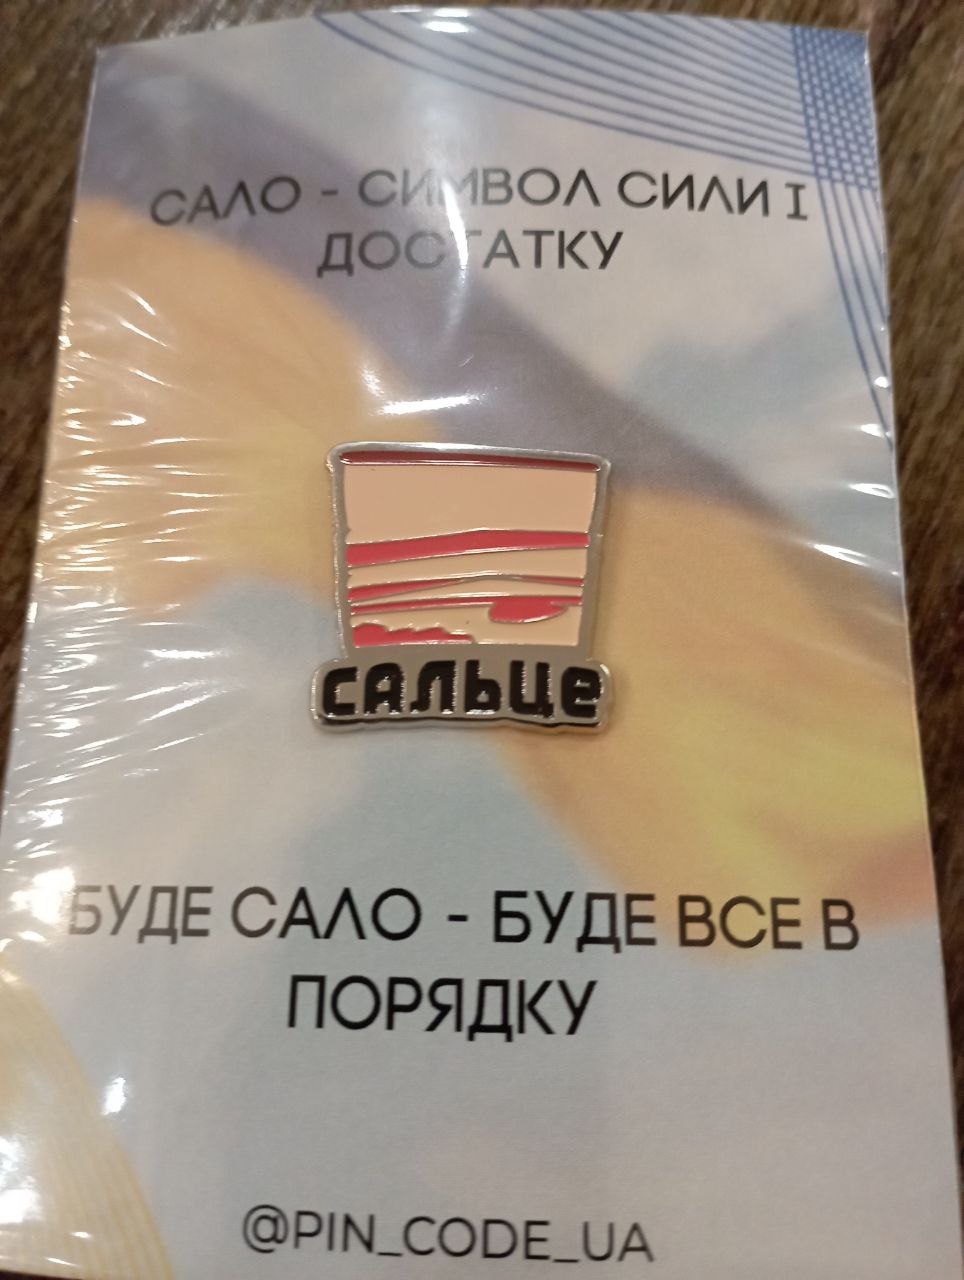 САЛО - СИМВОЛ СИЛИ І
ДОСТАТКУ
сальце
БУДЕ САЛО - БУДЕ ВСЕ В
ПОРЯДКУ
@PIN_CODE_UA